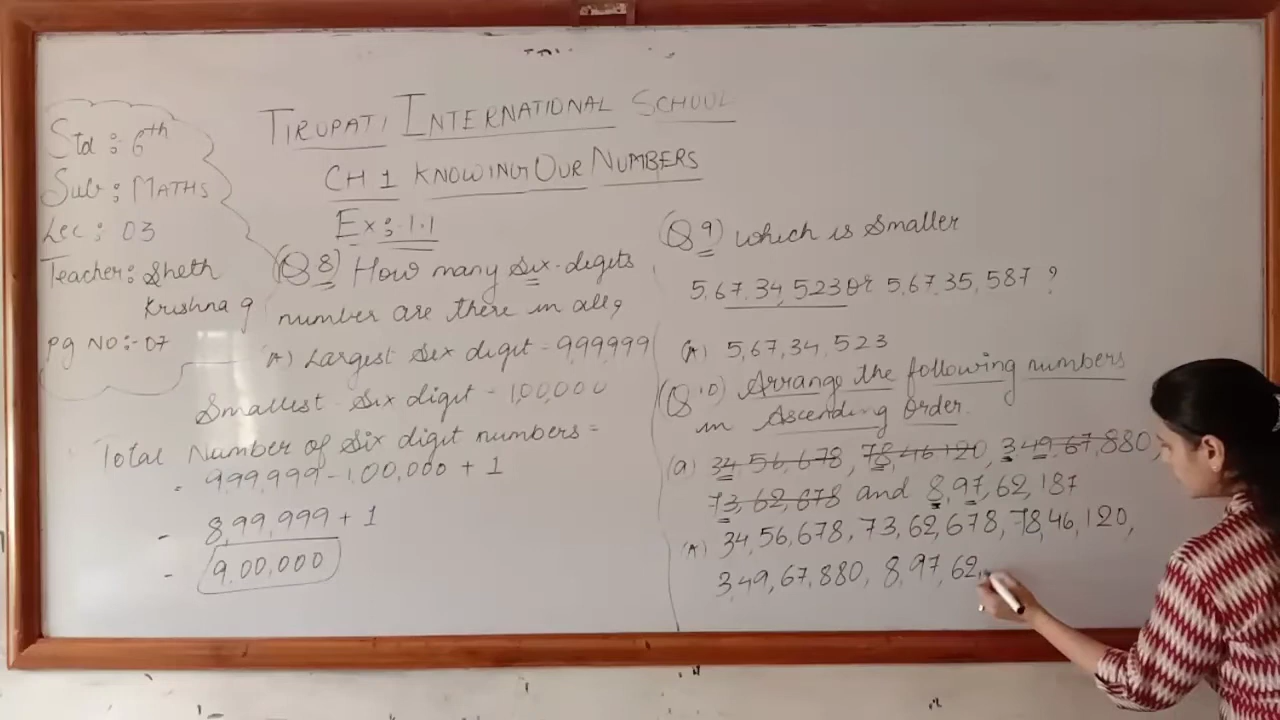 Std : 6th
Sub : MATHS
Lec : 03
Teacher: Sheth
Krishna g
Pg NO :- 07
TIRUPATI INTERNATIONAL SCHOOL
CH 1 KNOWING OUR NUMBERS
Ex :- 1.1
(Q 8) How many Six-digits
number are there in all?
(A) Largest Six digit = 9,99,999
Smallest Six digit = 1,00,000
Total Number of Six digit numbers =
= 9,99,999 - 1,00,000 + 1
= 8,99,999 + 1
= 9,00,000
(Q 9) Which is Smaller
5,67,34,523 or 5,67,35,587 ?
(A) 5,67,34,523
(Q 10) Arrange the following numbers
in Ascending Order.
(a) 34,56,678, 78,46,120, 3,49,67,880,
73,62,678 and 8,97,62,187
(A) 34,56,678, 73,62,678, 78,46,120,
3,49,67,880, 8,97,62,